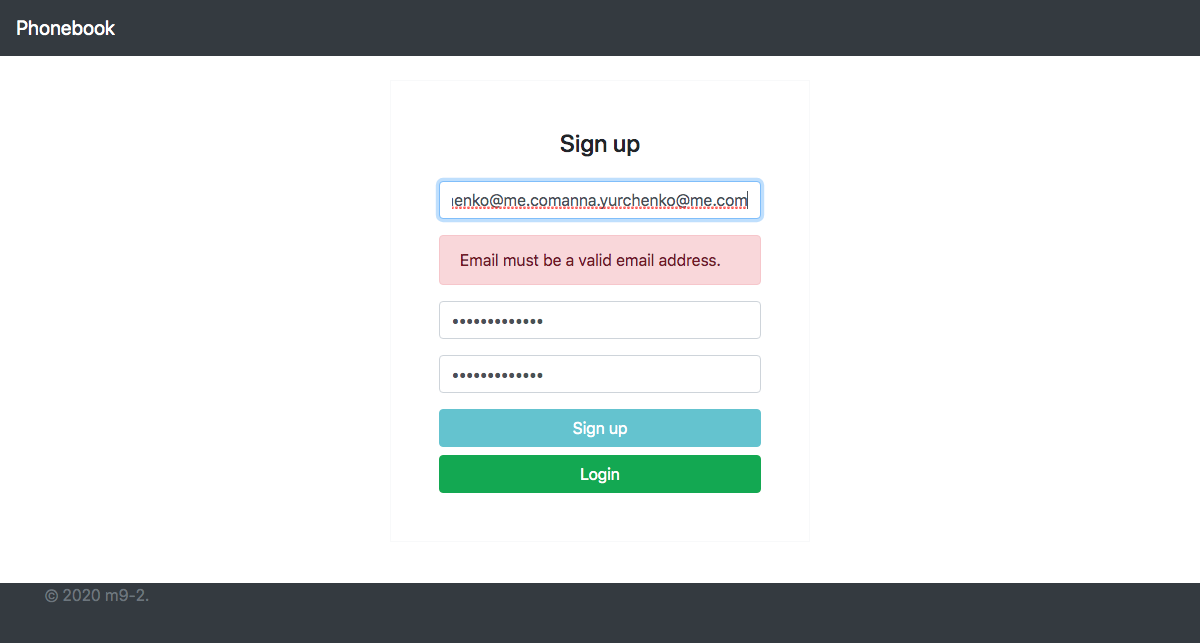 Phonebook
Sign up
enko@me.comanna.yurchenko@me.com
Email must be a valid email address.
•••••••••••••
•••••••••••••
Sign up
Login
© 2020 m9-2.